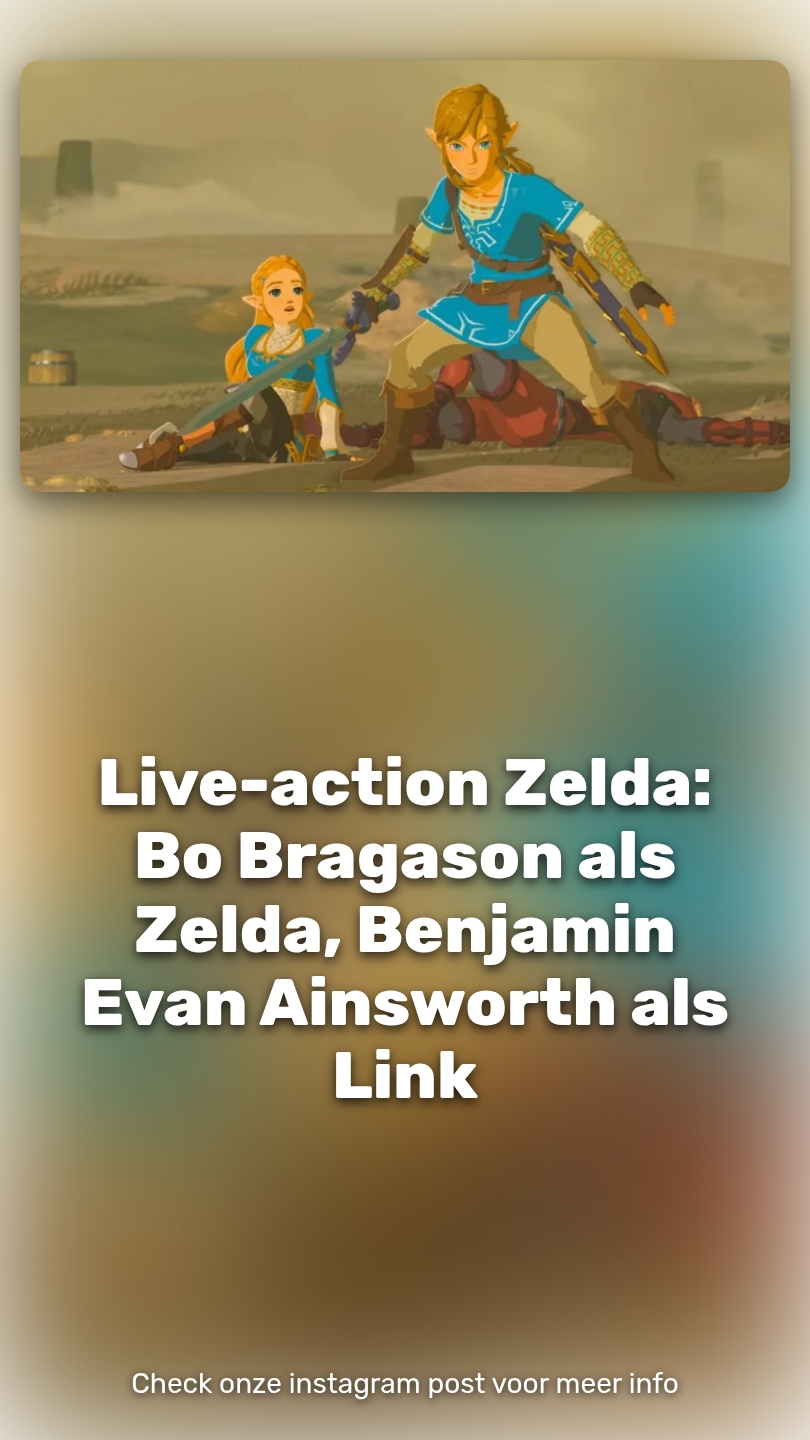 Live-action Zelda:
Bo Bragason als
Zelda, Benjamin
Evan Ainsworth als
Link
Check onze instagram post voor meer info